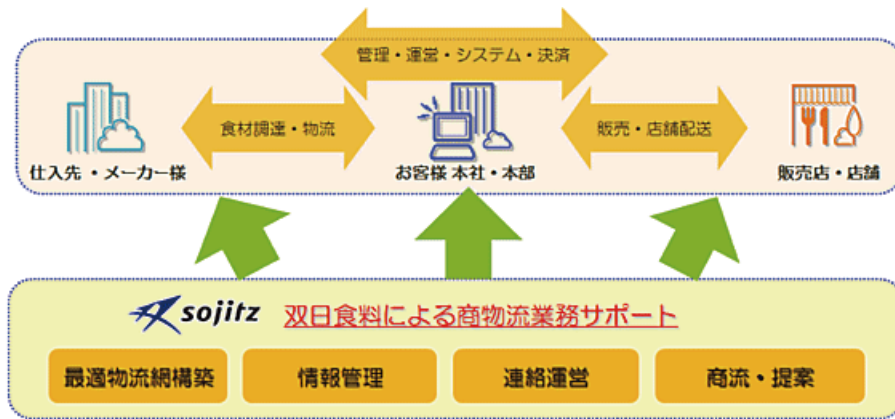 管理・運営・システム・決済
食材調達・物流
販売・店舗配送
仕入先 ・メーカー様
お客様 本社・本部
販売店・店舗
sojitz 双日食料による商物流業務サポート
最適物流網構築
情報管理
連絡運営
商流・提案